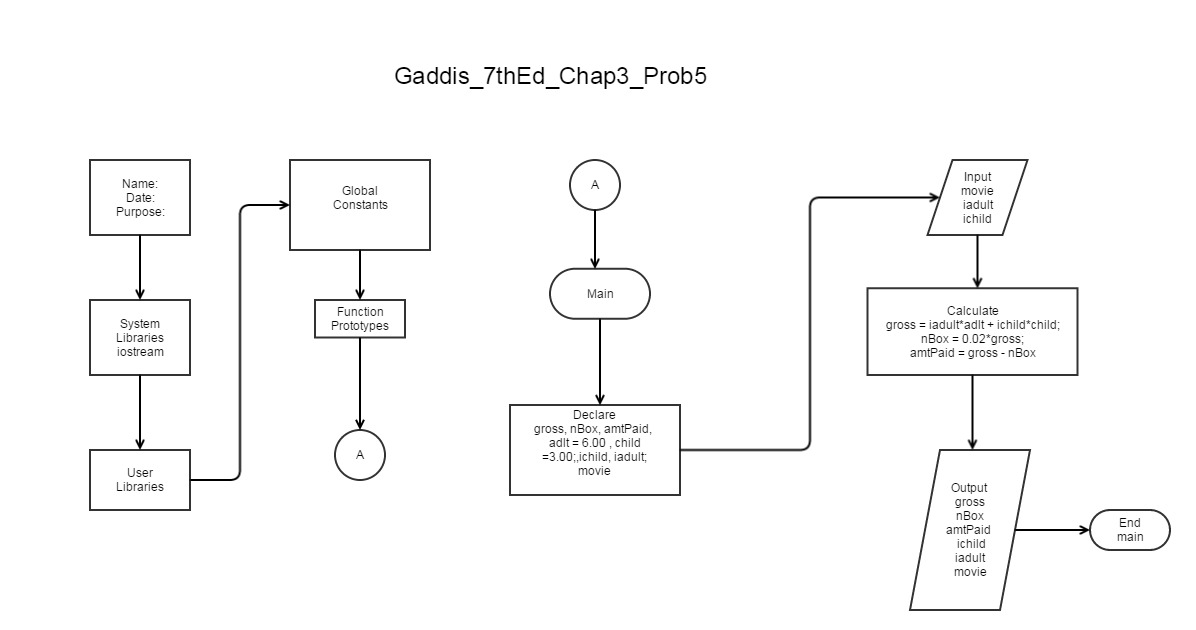 Gaddis_7thEd_Chap3_Prob5
Name:
Date:
Purpose:
System
Libraries
iostream
User
Libraries
Global
Constants
Function
Prototypes
A
A
Main
Declare
gross, nBox, amtPaid,
adlt = 6.00 , child
=3.00;,ichild, iadult;
movie
Input
movie
iadult
ichild
Calculate
gross = iadult*adlt + ichild*child;
nBox = 0.02*gross;
amtPaid = gross - nBox
Output
gross
nBox
amtPaid
ichild
iadult
movie
End
main